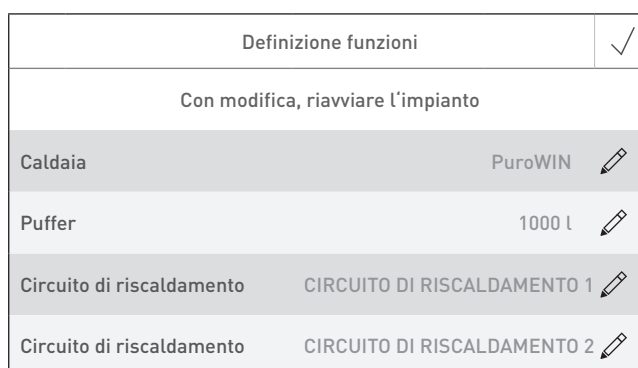 Definizione funzioni
Con modifica, riavviare l‘impianto
Caldaia PuroWIN
Puffer 1000 l
Circuito di riscaldamento CIRCUITO DI RISCALDAMENTO 1
Circuito di riscaldamento CIRCUITO DI RISCALDAMENTO 2